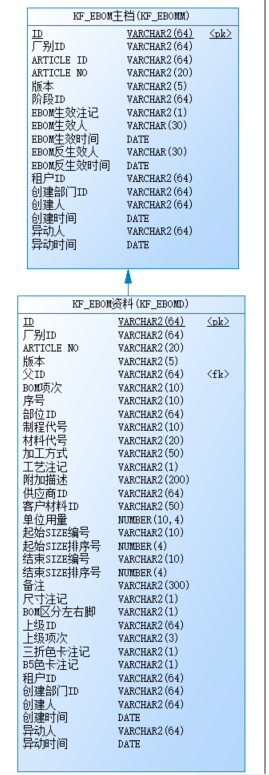 KF_EBOM主档(KF_EBOMM)
ID VARCHAR2(64) <pk>
厂别ID VARCHAR2(64)
ARTICLE ID VARCHAR2(64)
ARTICLE NO VARCHAR2(20)
版本 VARCHAR2(5)
阶段ID VARCHAR2(64)
EBOM生效注记 VARCHAR2(1)
EBOM生效人 VARCHAR(30)
EBOM生效时间 DATE
EBOM反生效人 VARCHAR(30)
EBOM反生效时间 DATE
租户ID VARCHAR2(64)
创建部门ID VARCHAR2(64)
创建人 VARCHAR2(64)
创建时间 DATE
异动人 VARCHAR2(64)
异动时间 DATE
KF_EBOM资料(KF_EBOMD)
ID VARCHAR2(64) <pk>
厂别ID VARCHAR2(64)
ARTICLE NO VARCHAR2(20)
版本 VARCHAR2(5)
父ID VARCHAR2(64) <fk>
BOM项次 VARCHAR2(10)
序号 VARCHAR2(10)
部位ID VARCHAR2(64)
制程代号 VARCHAR2(10)
材料代号 VARCHAR2(20)
加工方式 VARCHAR2(50)
工艺注记 VARCHAR2(1)
附加描述 VARCHAR2(200)
供应商ID VARCHAR2(64)
客户材料ID VARCHAR2(50)
单位用量 NUMBER(10,4)
起始SIZE编号 VARCHAR2(10)
起始SIZE排序号 NUMBER(4)
结束SIZE编号 VARCHAR2(10)
结束SIZE排序号 NUMBER(4)
备注 VARCHAR2(300)
尺寸注记 VARCHAR2(1)
BOM区分左右脚 VARCHAR2(1)
上级ID VARCHAR2(64)
上级项次 VARCHAR2(3)
三折色卡注记 VARCHAR2(1)
B5色卡注记 VARCHAR2(1)
租户ID VARCHAR2(64)
创建部门ID VARCHAR2(64)
创建人 VARCHAR2(64)
创建时间 DATE
异动人 VARCHAR2(64)
异动时间 DATE